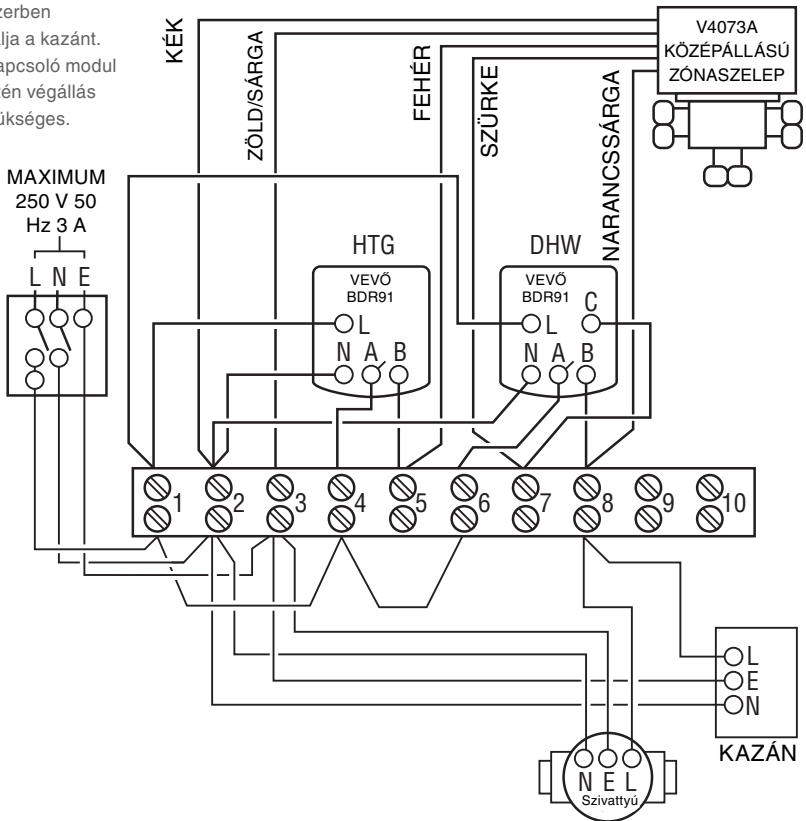 zerben
álja a kazánt.
apcsoló modul
tén végállás
ükséges.
KÉK
ZÖLD/SÁRGA
FEHÉR
SZÜRKE
NARANCSSÁRGA
V4073A
KÖZÉPÁLLÁSÚ
ZÓNASZELEP
MAXIMUM
250 V 50
Hz 3 A
L N E
HTG
VEVŐ
BDR91
L
N A B
DHW
VEVŐ
BDR91
C
L
N A B
1 2 3 4 5 6 7 8 9 10
L
E
N
KAZÁN
N E L
Szivattyú